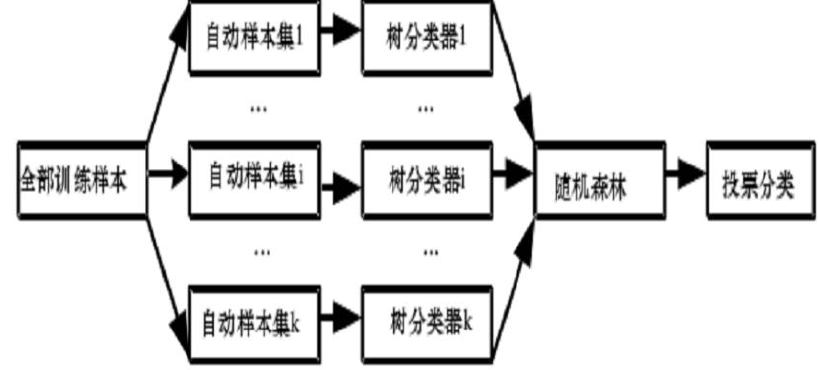 自动样本集1
树分类器1
...
...
全部训练样本
自动样本集i
树分类器i
随机森林
投票分类
...
...
自动样本集k
树分类器k